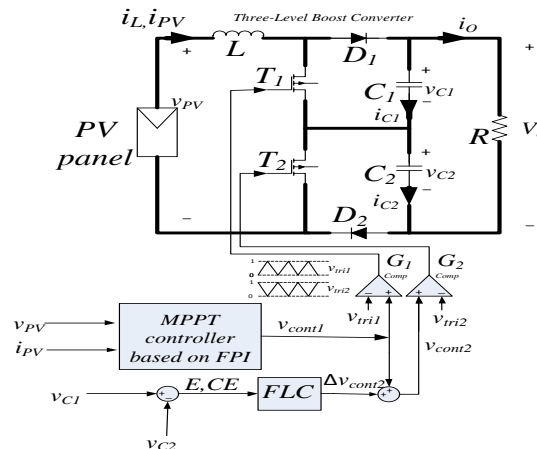 Three-Level Boost Converter
i_L, i_PV
i_O
L
D_1
+
+
+
T_1
C_1
v_C1
−
v_PV
i_C1
PV
panel
R
T_2
+
C_2
v_C2
i_C2
−
−
−
D_2
1
0
v_tri1
1
0
v_tri2
G_1
Comp
G_2
Comp
− +
+ −
v_tri1
v_tri2
v_PV
i_PV
MPPT
controller
based on FPI
v_cont1
v_cont2
v_C1
+
−
E,CE
FLC
Δv_cont2
+
+
v_C2